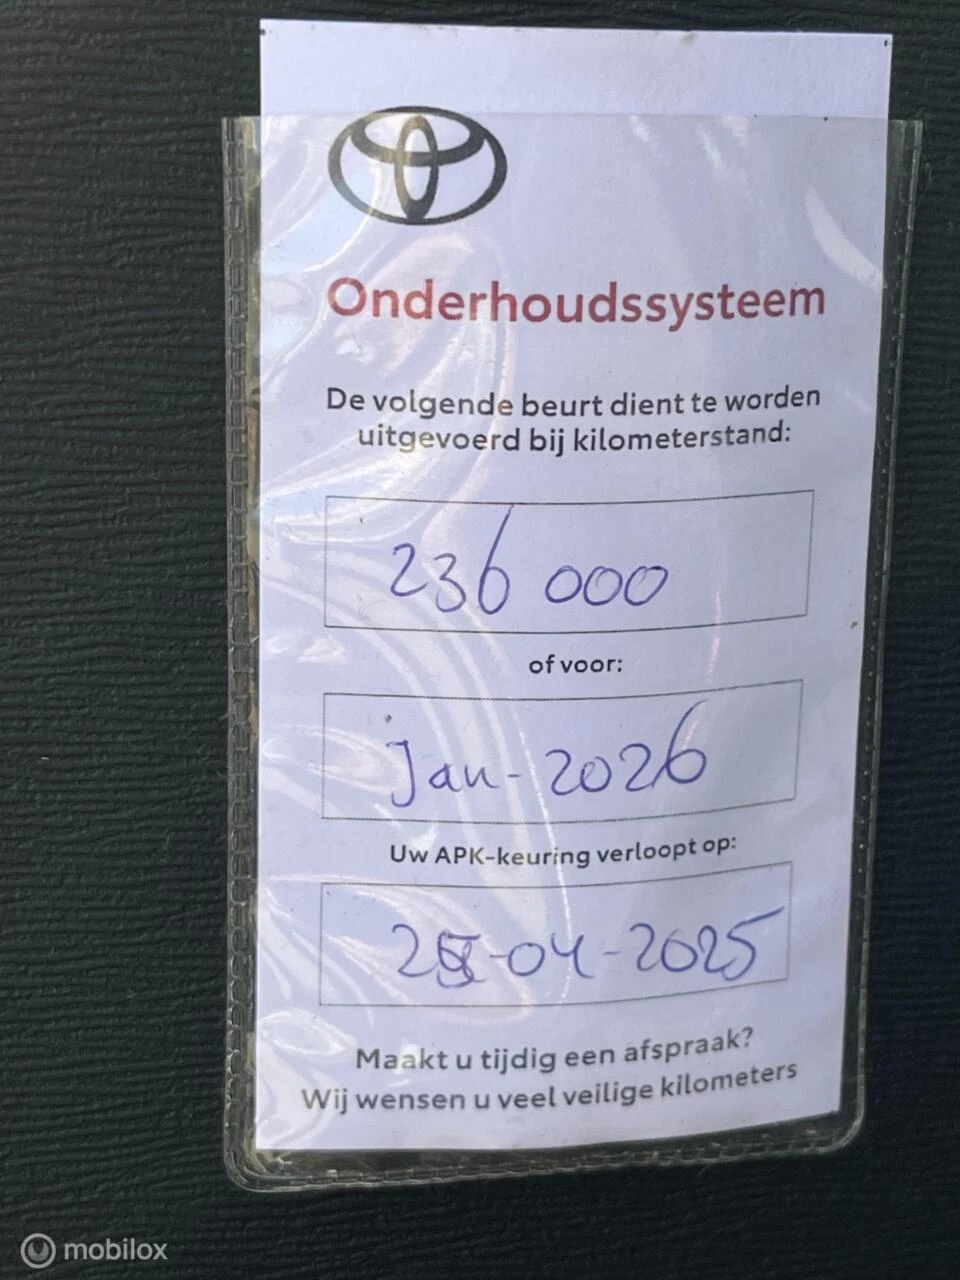 Onderhoudssysteem
De volgende beurt dient te worden
uitgevoerd bij kilometerstand:
236 000
of voor:
Jan-2026
Uw APK-keuring verloopt op:
-04-2025
Maakt u tijdig een afspraak?
Wij wensen u veel veilige kilometers
mobilox